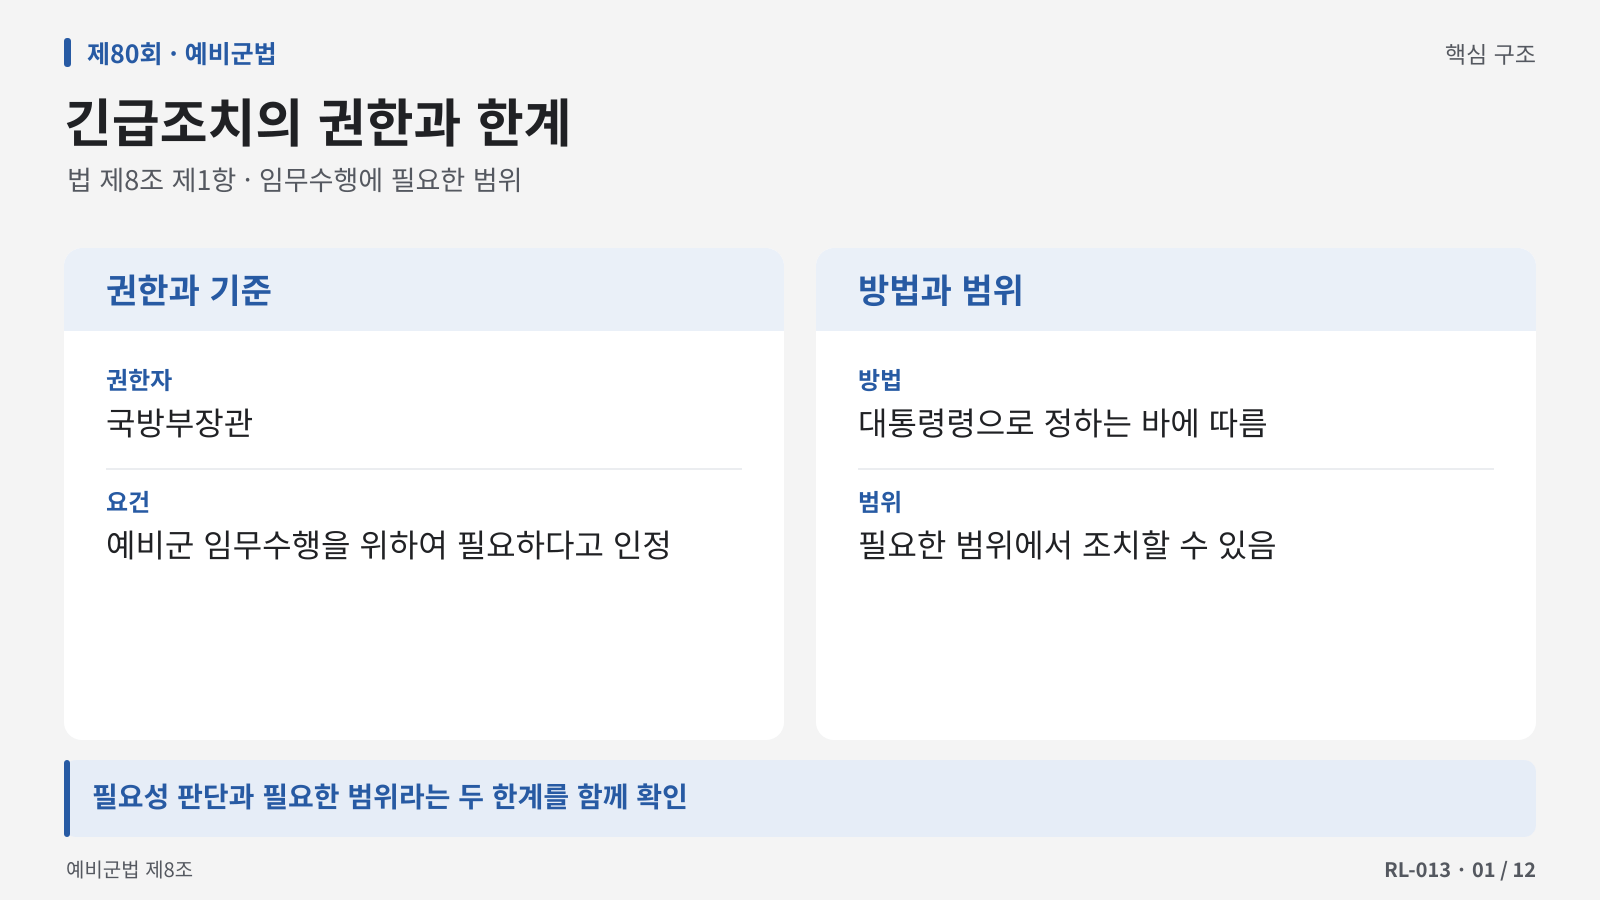 제80회 · 예비군법
핵심 구조
긴급조치의 권한과 한계
법 제8조 제1항 · 임무수행에 필요한 범위
권한과 기준
권한자
국방부장관
요건
예비군 임무수행을 위하여 필요하다고 인정
방법과 범위
방법
대통령령으로 정하는 바에 따름
범위
필요한 범위에서 조치할 수 있음
필요성 판단과 필요한 범위라는 두 한계를 함께 확인
예비군법 제8조
RL-013 · 01 / 12